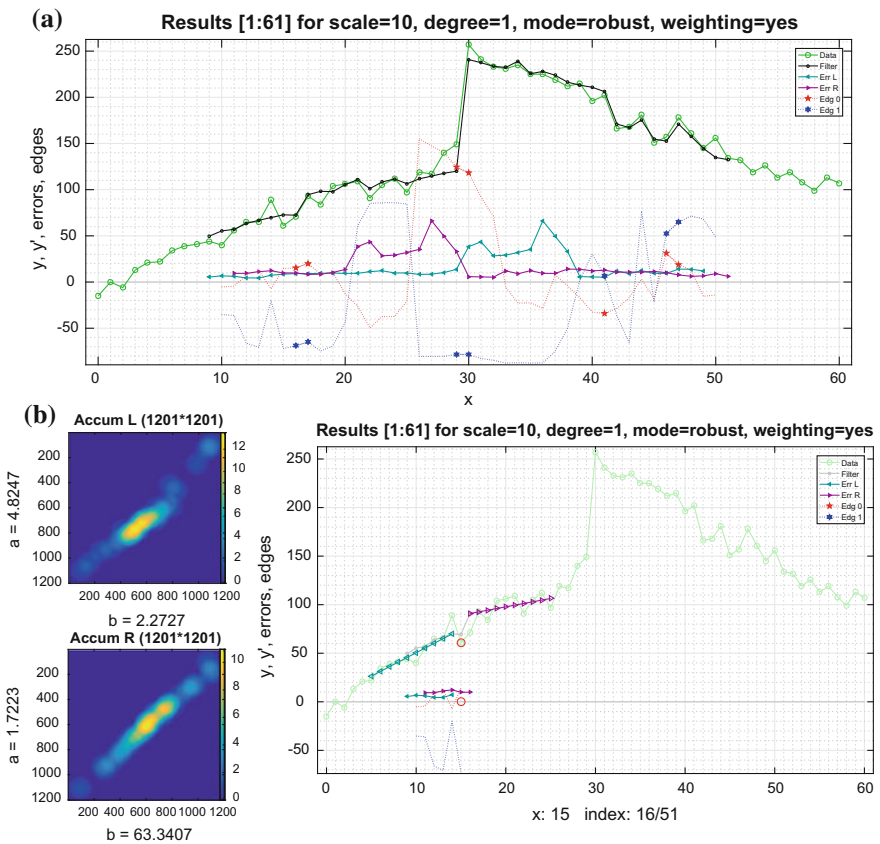 (a)
Results [1:61] for scale=10, degree=1, mode=robust, weighting=yes
250
200
150
100
50
0
-50
y, y', errors, edges
0 10 20 30 40 50 60
x
Data
Filter
Err L
Err R
Edg 0
Edg 1
(b)
Accum L (1201*1201)
200
400
600
800
1000
1200
a = 4.8247
200 400 600 800 1000 1200
b = 2.2727
12
10
8
6
4
2
0
Accum R (1201*1201)
200
400
600
800
1000
1200
a = 1.7223
200 400 600 800 1000 1200
b = 63.3407
10
8
6
4
2
0
Results [1:61] for scale=10, degree=1, mode=robust, weighting=yes
250
200
150
100
50
0
-50
y, y', errors, edges
0 10 20 30 40 50 60
x: 15 index: 16/51
Data
Filter
Err L
Err R
Edg 0
Edg 1